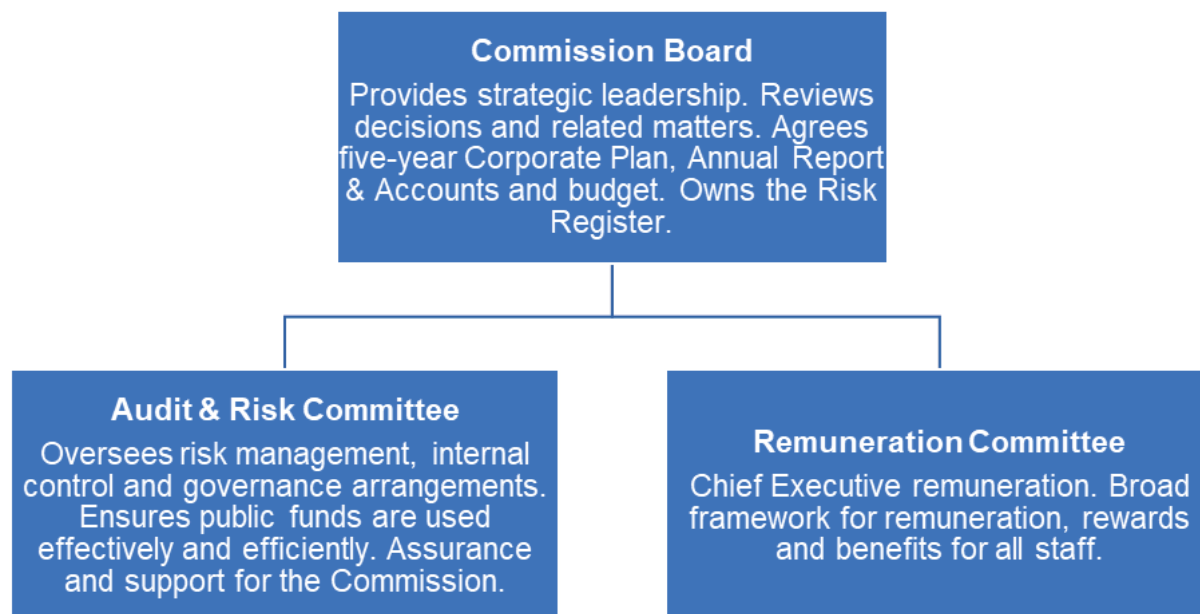 Commission Board
Provides strategic leadership. Reviews
decisions and related matters. Agrees
five-year Corporate Plan, Annual Report
& Accounts and budget. Owns the Risk
Register.
Audit & Risk Committee
Oversees risk management, internal
control and governance arrangements.
Ensures public funds are used
effectively and efficiently. Assurance
and support for the Commission.
Remuneration Committee
Chief Executive remuneration. Broad
framework for remuneration, rewards
and benefits for all staff.